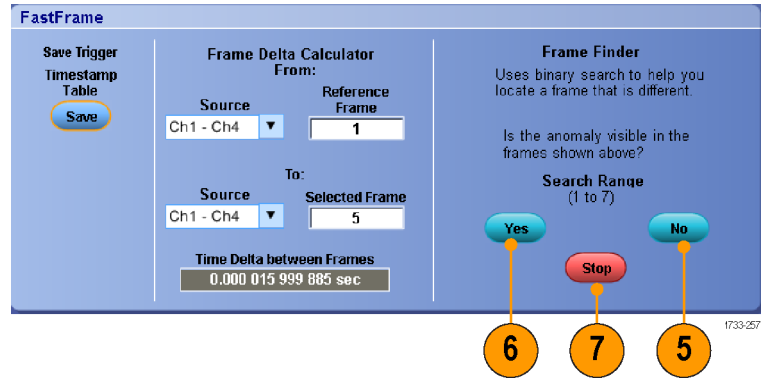 FastFrame
Save Trigger
Timestamp
Table
Save
Frame Delta Calculator
From:
Source
Reference
Frame
Ch1 - Ch4
1
To:
Source
Selected Frame
Ch1 - Ch4
5
Time Delta between Frames
0.000 015 999 885 sec
Frame Finder
Uses binary search to help you
locate a frame that is different.
Is the anomaly visible in the
frames shown above?
Search Range
(1 to 7)
Yes
No
Stop
6
7
5
1733-257